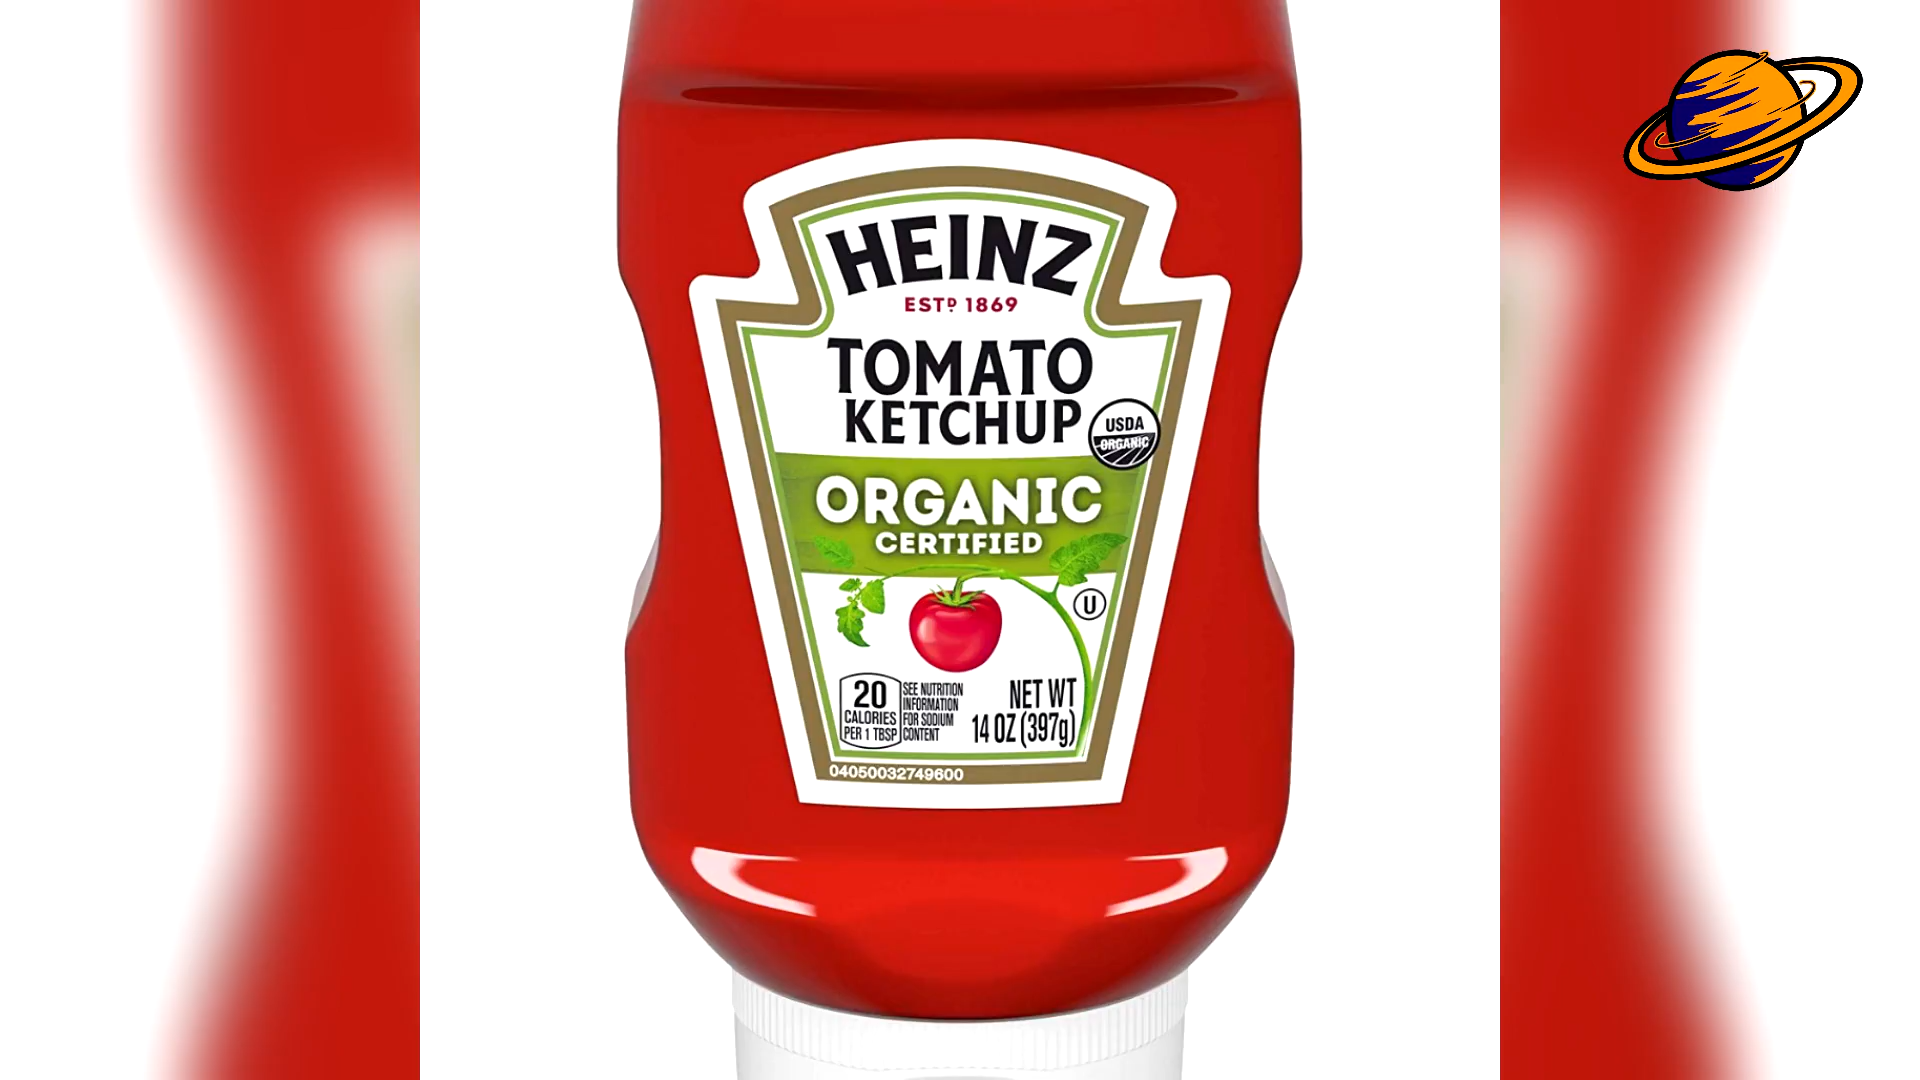 HEINZ
ESTD 1869
TOMATO
KETCHUP
USDA
ORGANIC
ORGANIC
CERTIFIED
U
20
CALORIES
PER 1 TBSP
SEE NUTRITION
INFORMATION
FOR SODIUM
CONTENT
NET WT
14 OZ (397g)
04050032749600